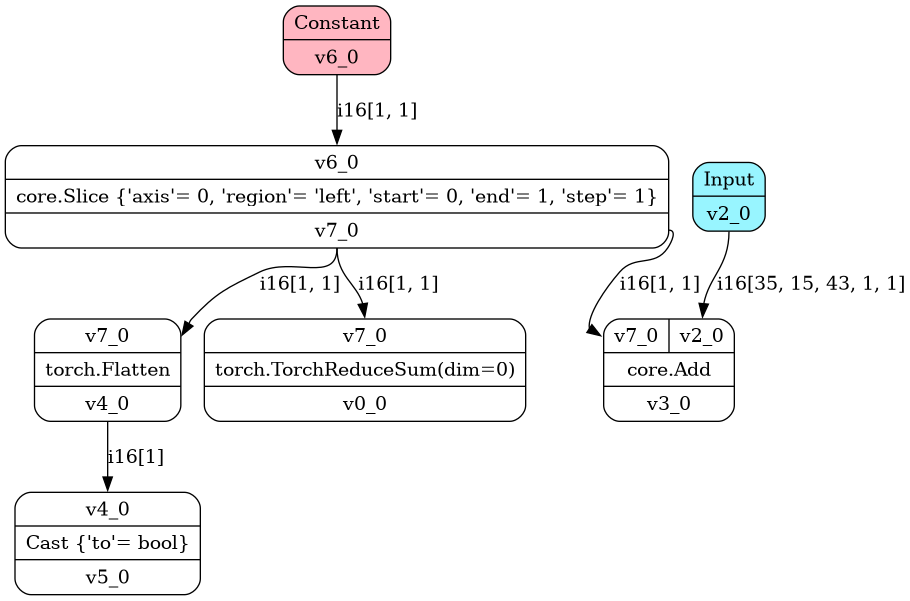 Constant
v6_0
i16[1, 1]
v6_0
core.Slice {'axis'= 0, 'region'= 'left', 'start'= 0, 'end'= 1, 'step'= 1}
v7_0
Input
v2_0
i16[1, 1]
i16[1, 1]
i16[1, 1]
i16[35, 15, 43, 1, 1]
v7_0
torch.Flatten
v4_0
v7_0
torch.TorchReduceSum(dim=0)
v0_0
v7_0
v2_0
core.Add
v3_0
i16[1]
v4_0
Cast {'to'= bool}
v5_0